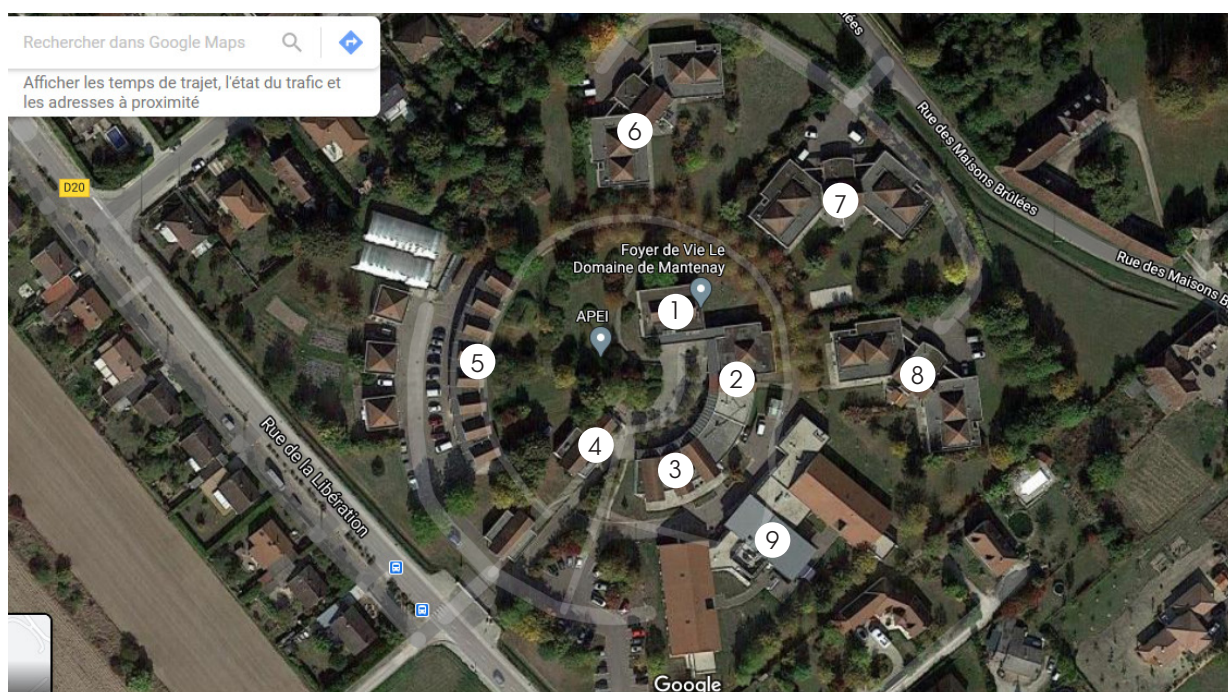 Rechercher dans Google Maps
Afficher les temps de trajet, l'état du trafic et
les adresses à proximité
D20
6
Rue des Maisons Brûlées
7
Rue des Maisons B
Foyer de Vie Le
Domaine de Mantenay
1
APEI
5
2
8
4
3
Rue de la Libération
9
Google